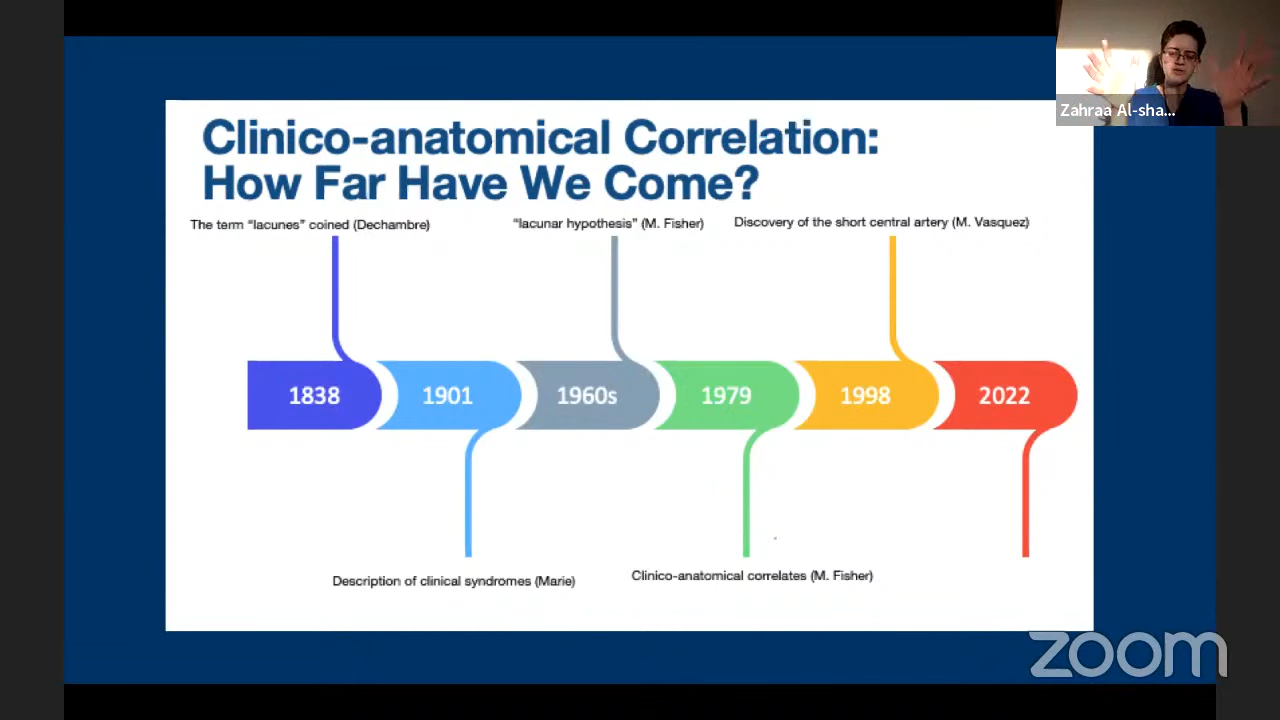 Zahraa Al-sha...
Clinico-anatomical Correlation:
How Far Have We Come?
The term “lacunes” coined (Dechambre)
“lacunar hypothesis” (M. Fisher)
Discovery of the short central artery (M. Vasquez)
1838
1901
1960s
1979
1998
2022
Description of clinical syndromes (Marie)
Clinico-anatomical correlates (M. Fisher)
zoom